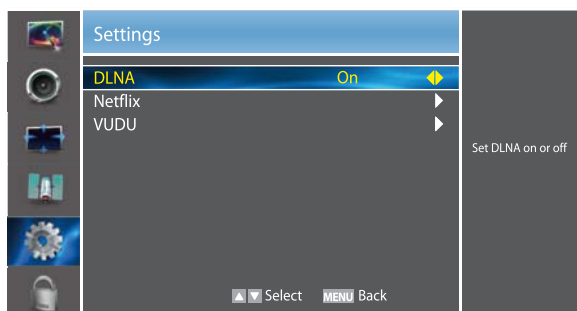 Settings
DLNA On
Netflix
VUDU
Set DLNA on or off
Select MENU Back